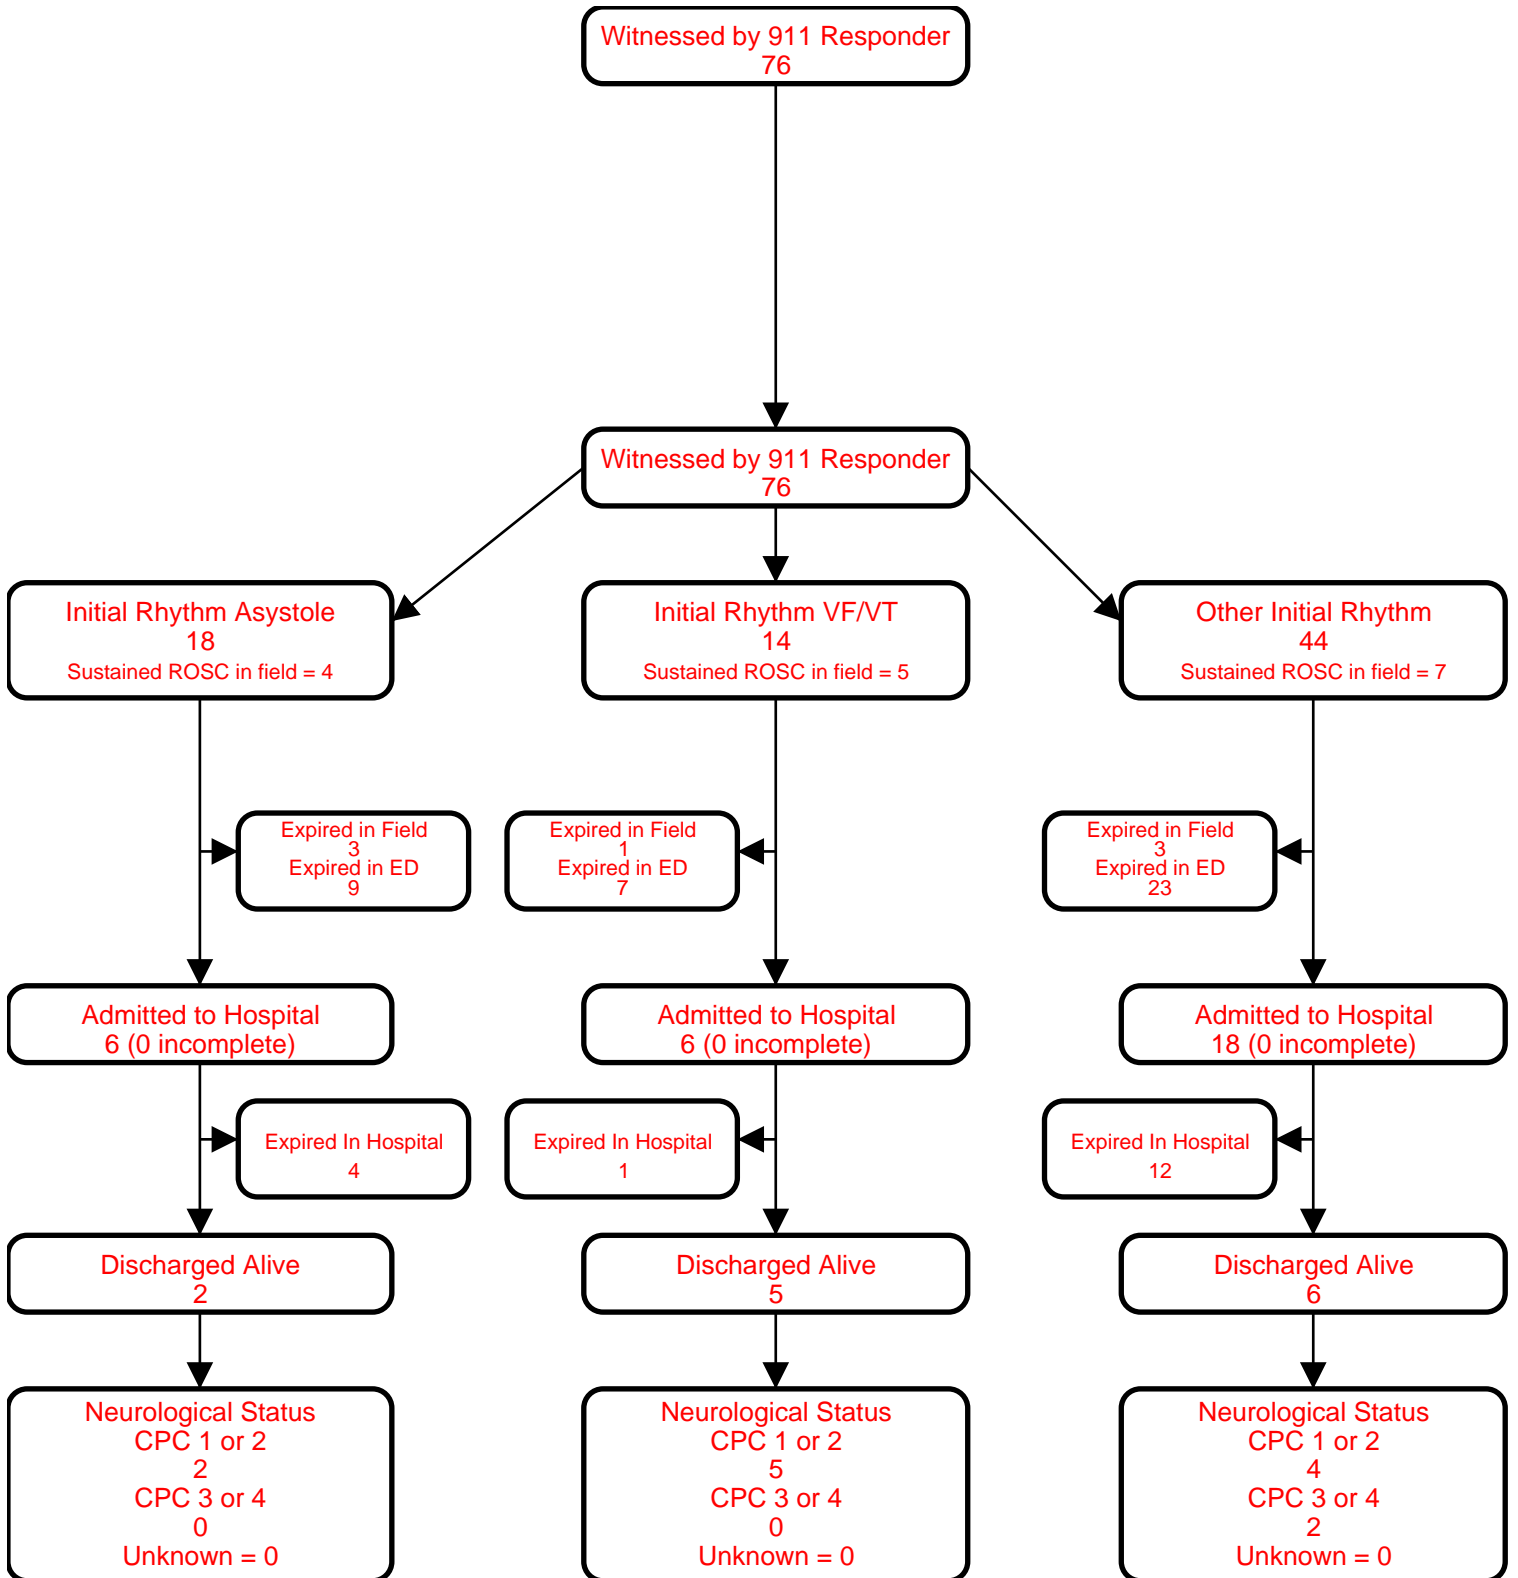 Witnessed by 911 Responder
76
Witnessed by 911 Responder
76
Initial Rhythm Asystole
18
Sustained ROSC in field = 4
Initial Rhythm VF/VT
14
Sustained ROSC in field = 5
Other Initial Rhythm
44
Sustained ROSC in field = 7
Expired in Field
3
Expired in ED
9
Expired in Field
1
Expired in ED
7
Expired in Field
3
Expired in ED
23
Admitted to Hospital
6 (0 incomplete)
Admitted to Hospital
6 (0 incomplete)
Admitted to Hospital
18 (0 incomplete)
Expired In Hospital
4
Expired In Hospital
1
Expired In Hospital
12
Discharged Alive
2
Discharged Alive
5
Discharged Alive
6
Neurological Status
CPC 1 or 2
2
CPC 3 or 4
0
Unknown = 0
Neurological Status
CPC 1 or 2
5
CPC 3 or 4
0
Unknown = 0
Neurological Status
CPC 1 or 2
4
CPC 3 or 4
2
Unknown = 0